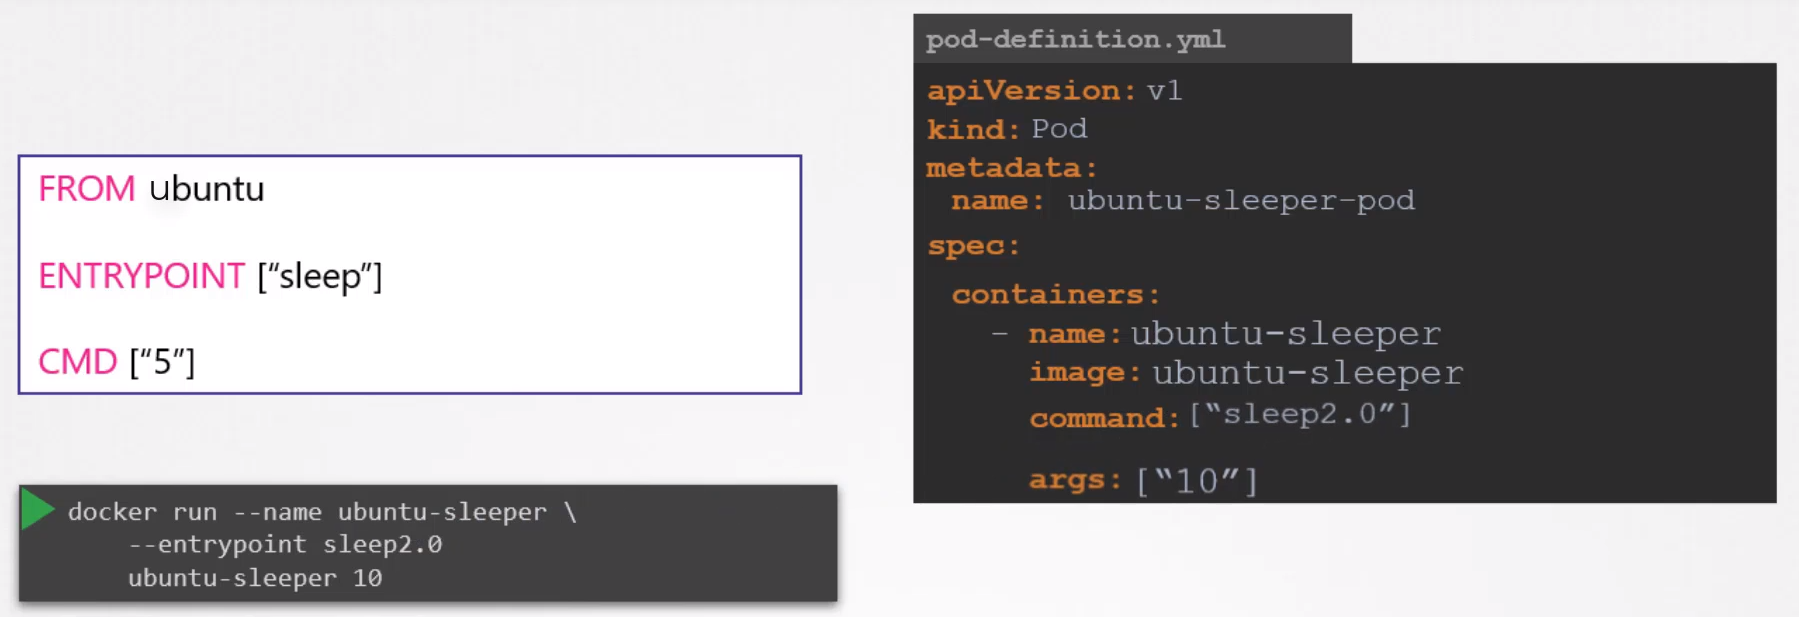 FROM ubuntu
ENTRYPOINT [“sleep”]
CMD [“5”]
docker run --name ubuntu-sleeper \
--entrypoint sleep2.0
ubuntu-sleeper 10
pod-definition.yml
apiVersion: v1
kind: Pod
metadata:
name: ubuntu-sleeper-pod
spec:
containers:
- name: ubuntu-sleeper
image: ubuntu-sleeper
command: [“sleep2.0”]
args: [“10”]